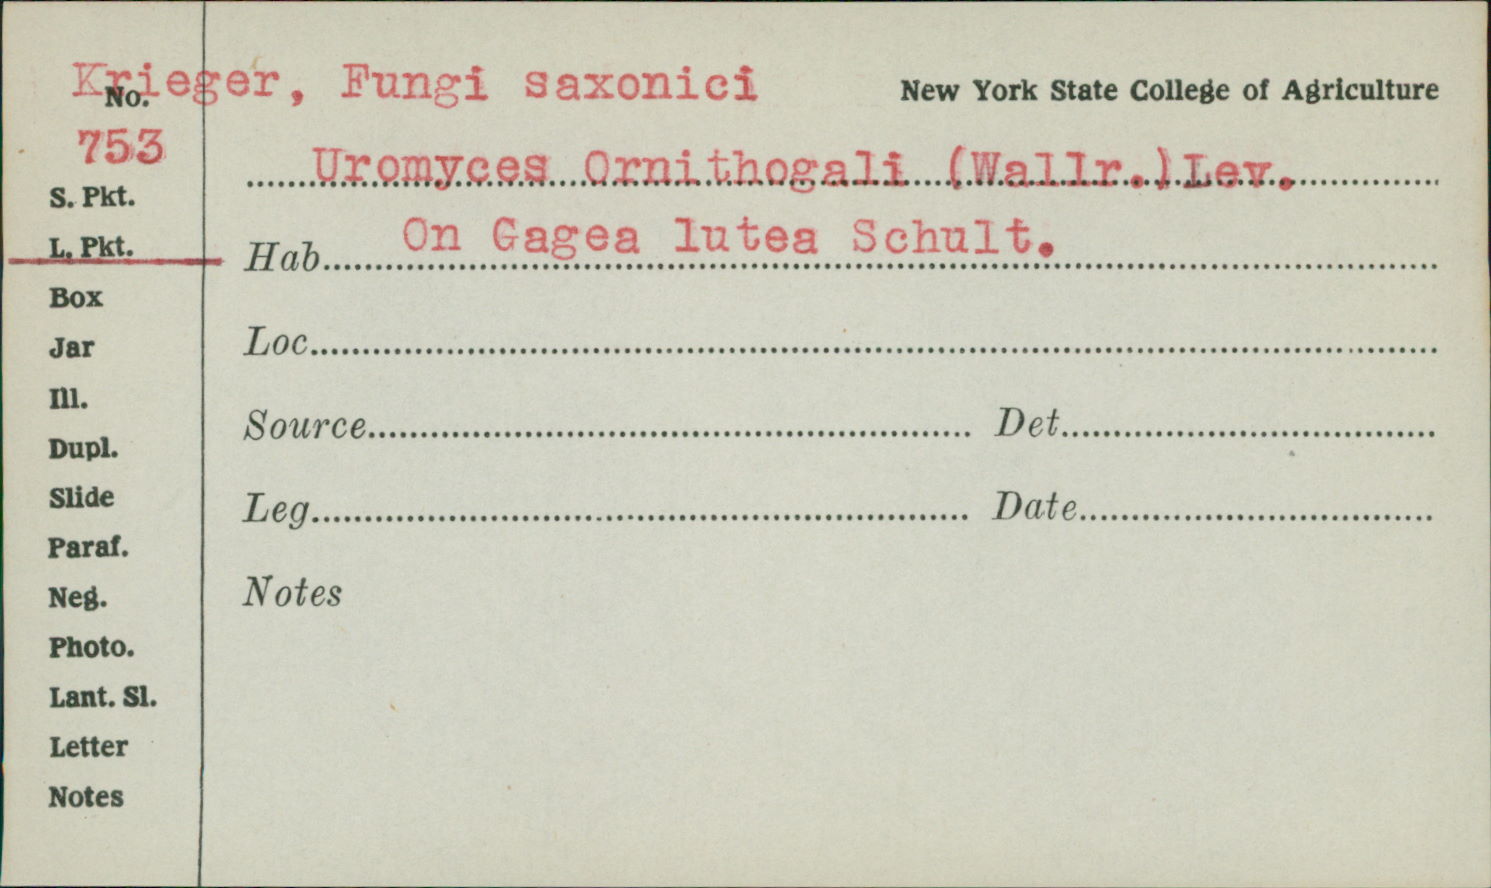 Krieger, Fungi saxonici
New York State College of Agriculture
No.
753
Uromyces Ornithogali (Wallr.) Lev.
S. Pkt.
On Gagea lutea Schult.
L. Pkt.
Hab
Box
Jar
Loc
Ill.
Source Det
Dupl.
Slide
Leg Date
Paraf.
Neg.
Notes
Photo.
Lant. Sl.
Letter
Notes